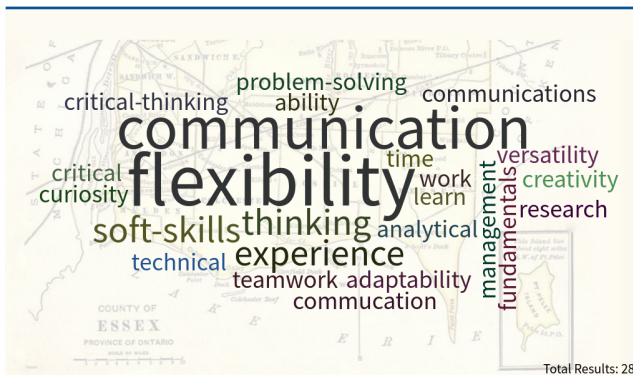 problem-solving
critical-thinking
ability
communications
communication
time
versatility
critical
flexibility
work
creativity
curiosity
learn
management
fundamentals
research
soft-skills
thinking
analytical
technical
experience
teamwork
adaptability
commucation
COUNTY OF
ESSEX
PROVINCE OF ONTARIO
Total Results: 28